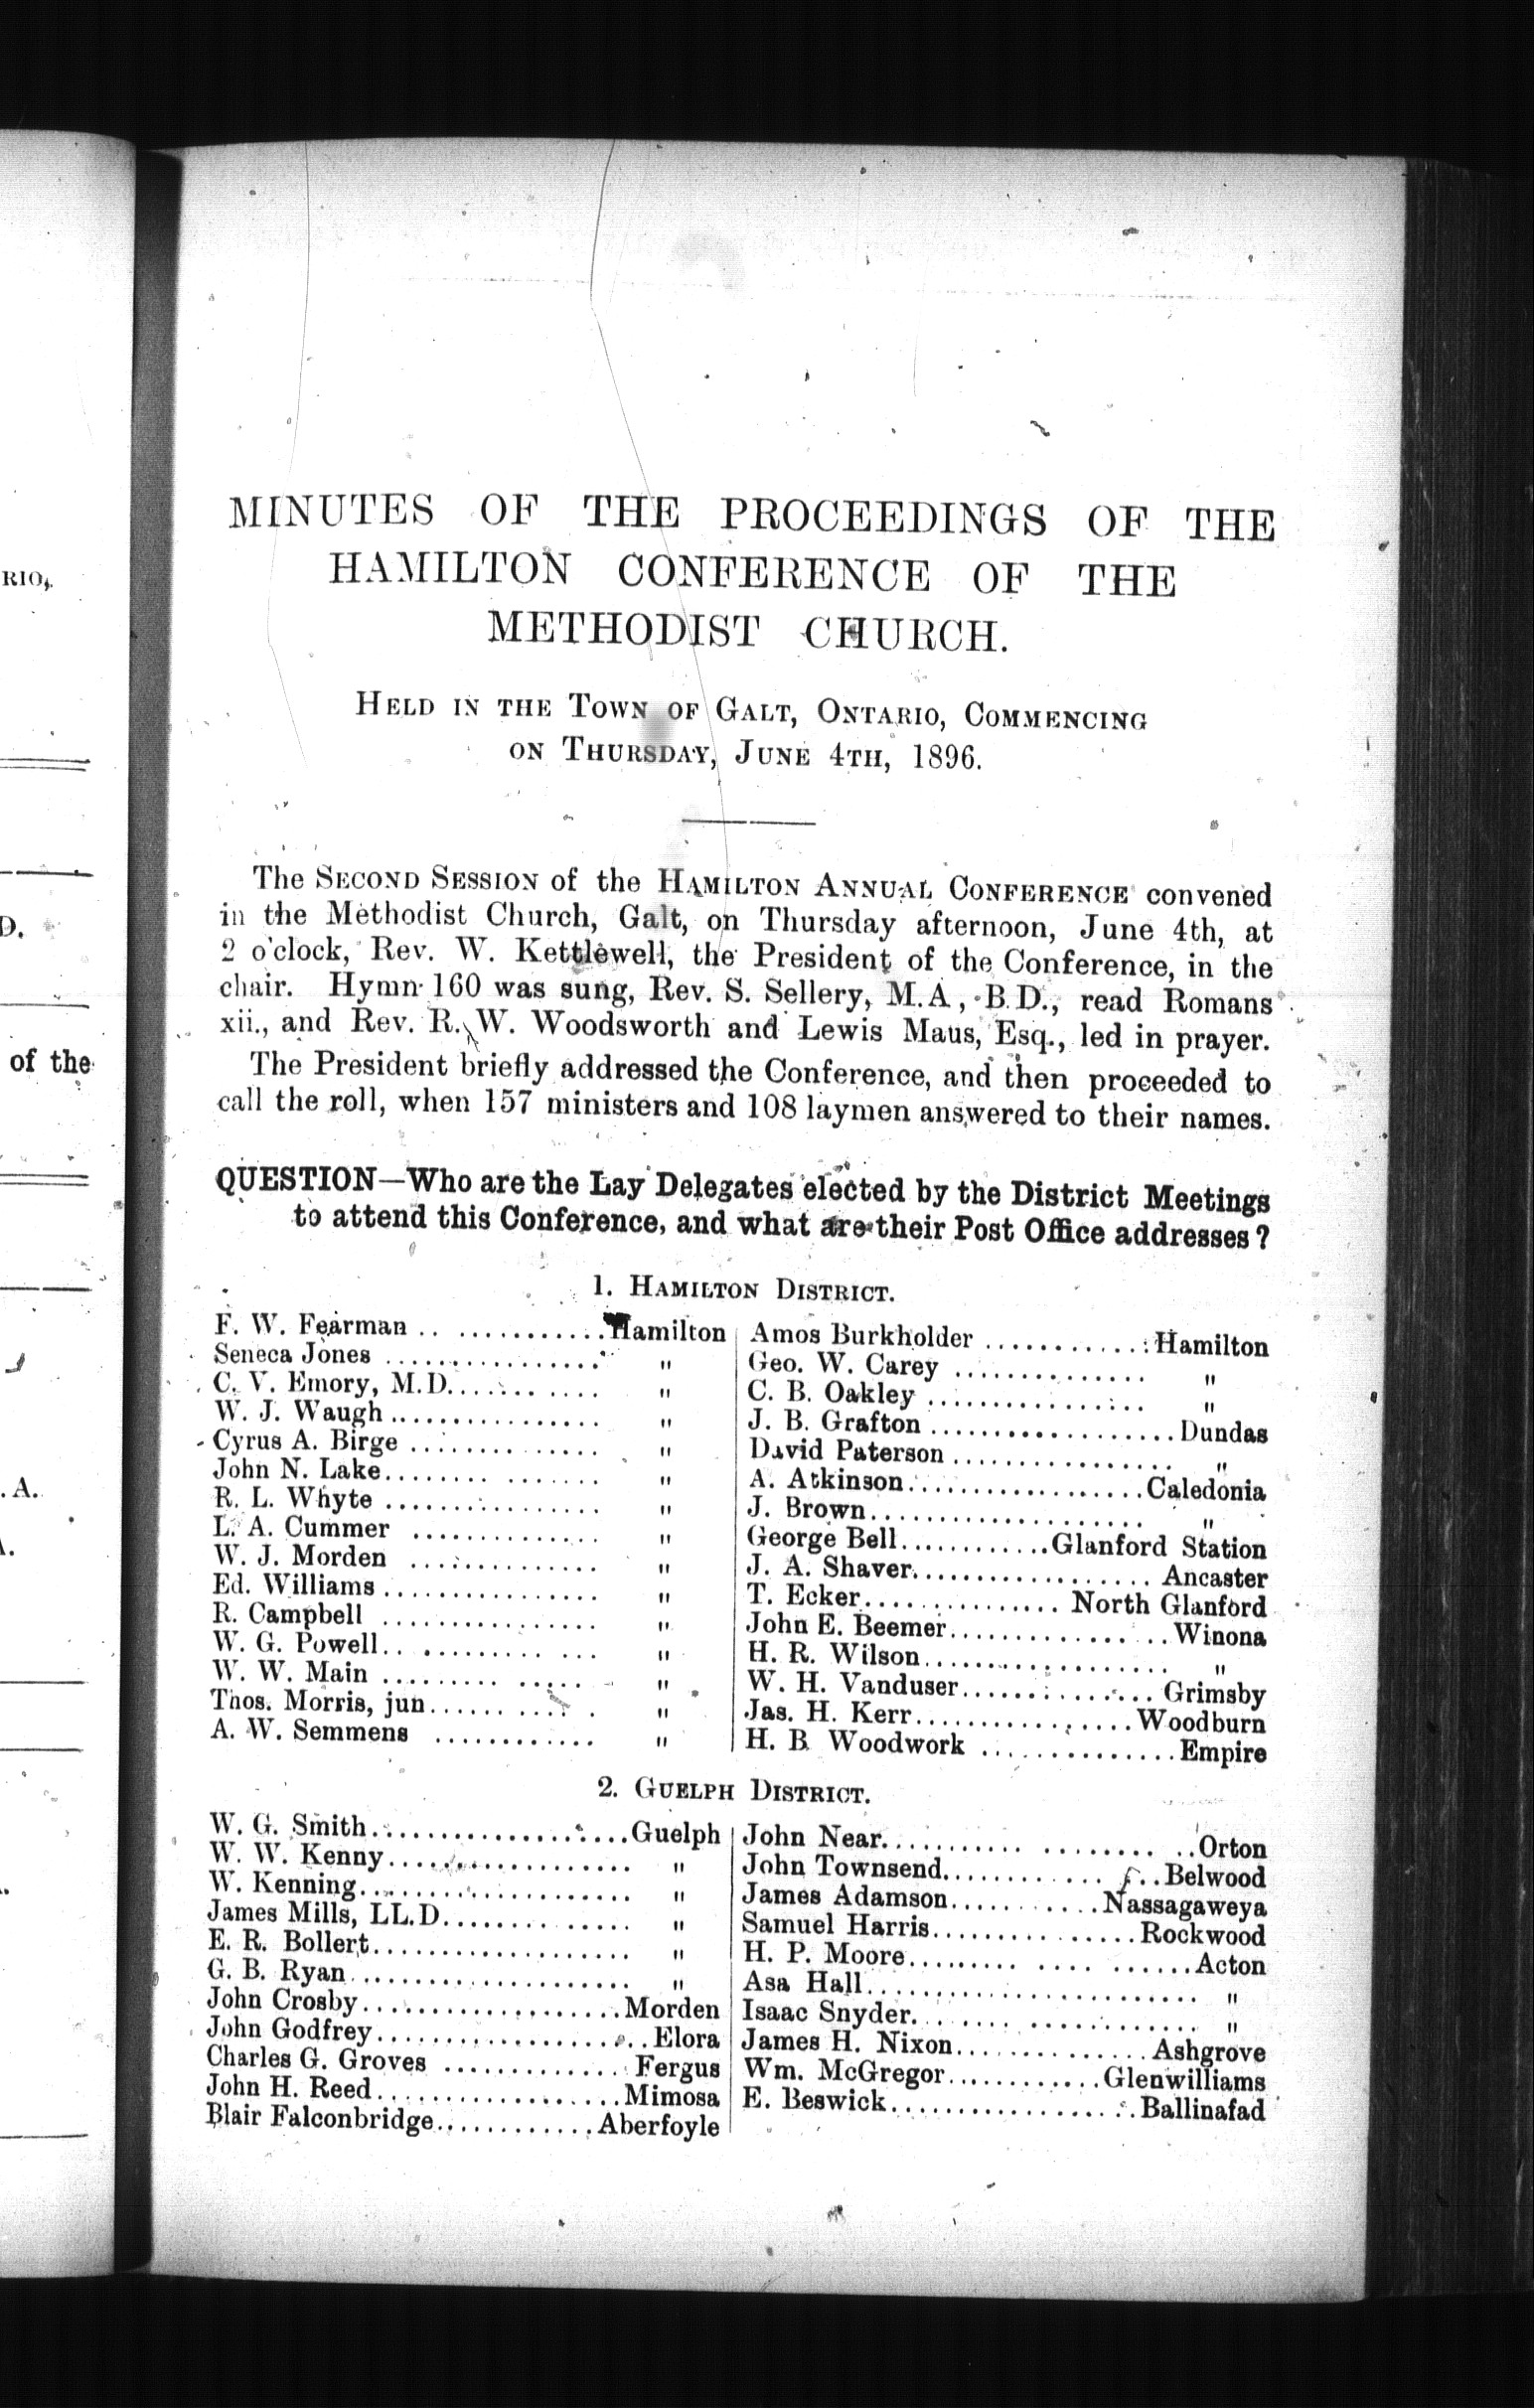 RIO,
D.
of the
. A.
MINUTES OF THE PROCEEDINGS OF THE
HAMILTON CONFERENCE OF THE
METHODIST CHURCH.
HELD IN THE TOWN OF GALT, ONTARIO, COMMENCING
ON THURSDAY, JUNE 4TH, 1896.
The SECOND SESSION of the HAMILTON ANNUAL CONFERENCE convened
in the Methodist Church, Galt, on Thursday afternoon, June 4th, at
2 o'clock, Rev. W. Kettlewell, the President of the Conference, in the
chair. Hymn 160 was sung, Rev. S. Sellery, M.A, B.D., read Romans
xii., and Rev. R. W. Woodsworth and Lewis Maus, Esq., led in prayer.
The President briefly addressed the Conference, and then proceeded to
call the roll, when 157 ministers and 108 laymen answered to their names.
QUESTION—Who are the Lay Delegates elected by the District Meetings
to attend this Conference, and what are their Post Office addresses?
1. HAMILTON DISTRICT.
F. W. Fearman .. ............Hamilton
Seneca Jones ................. "
C. V. Emory, M.D............. "
W. J. Waugh.................. "
Cyrus A. Birge ............... "
John N. Lake................. "
R. L. Whyte ................. "
L. A. Cummer ............... "
W. J. Morden ............... "
Ed. Williams ................. "
R. Campbell ................. "
W. G. Powell................. "
W. W. Main ................. "
Thos. Morris, jun............. "
A. W. Semmens ............. "
Amos Burkholder .............Hamilton
Geo. W. Carey ............... "
C. B. Oakley ................. "
J. B. Grafton ...................Dundas
David Paterson ................. "
A. Atkinson...................Caledonia
J. Brown..................... "
George Bell............Glanford Station
J. A. Shaver................... Ancaster
T. Ecker............... North Glanford
John E. Beemer.................Winona
H. R. Wilson................... "
W. H. Vanduser............... Grimsby
Jas. H. Kerr.................Woodburn
H. B Woodwork ...............Empire
2. GUELPH DISTRICT.
W. G. Smith.....................Guelph
W. W. Kenny................... "
W. Kenning..................... "
James Mills, LL.D............... "
E. R. Bollert.................... "
G. B. Ryan..................... "
John Crosby....................Morden
John Godfrey.....................Elora
Charles G. Groves ...............Fergus
John H. Reed...................Mimosa
Blair Falconbridge.............Aberfoyle
John Near.......................Orton
John Townsend................Belwood
James Adamson...........Nassagaweya
Samuel Harris...............Rockwood
H. P. Moore.....................Acton
Asa Hall......................... "
Isaac Snyder..................... "
James H. Nixon...............Ashgrove
Wm. McGregor............Glenwilliams
E. Beswick...................Ballinafad